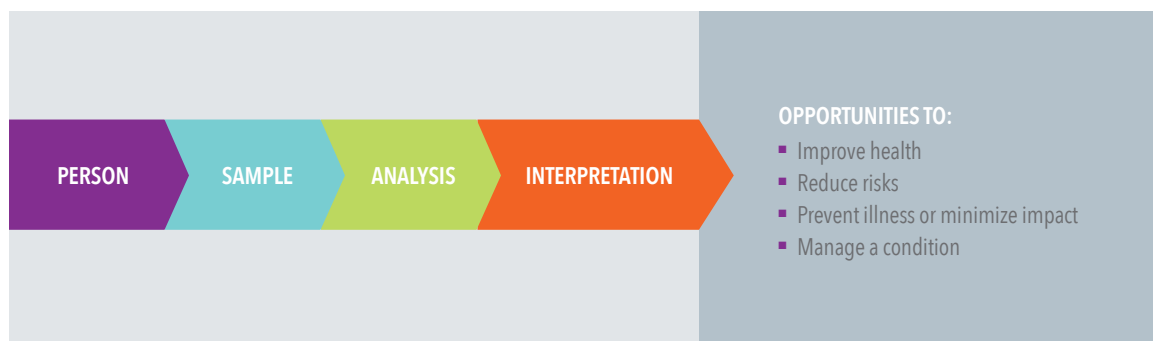 PERSON
SAMPLE
ANALYSIS
INTERPRETATION
OPPORTUNITIES TO:
▪ Improve health
▪ Reduce risks
▪ Prevent illness or minimize impact
▪ Manage a condition